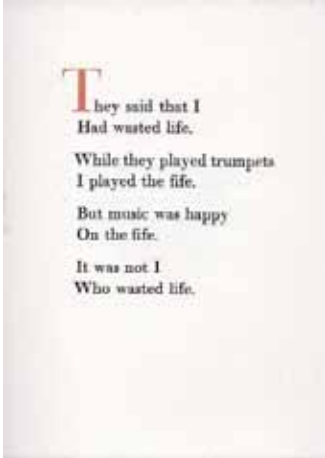 They said that I
Had wasted life.
While they played trumpets
I played the fife.
But music was happy
On the fife.
It was not I
Who wasted life.